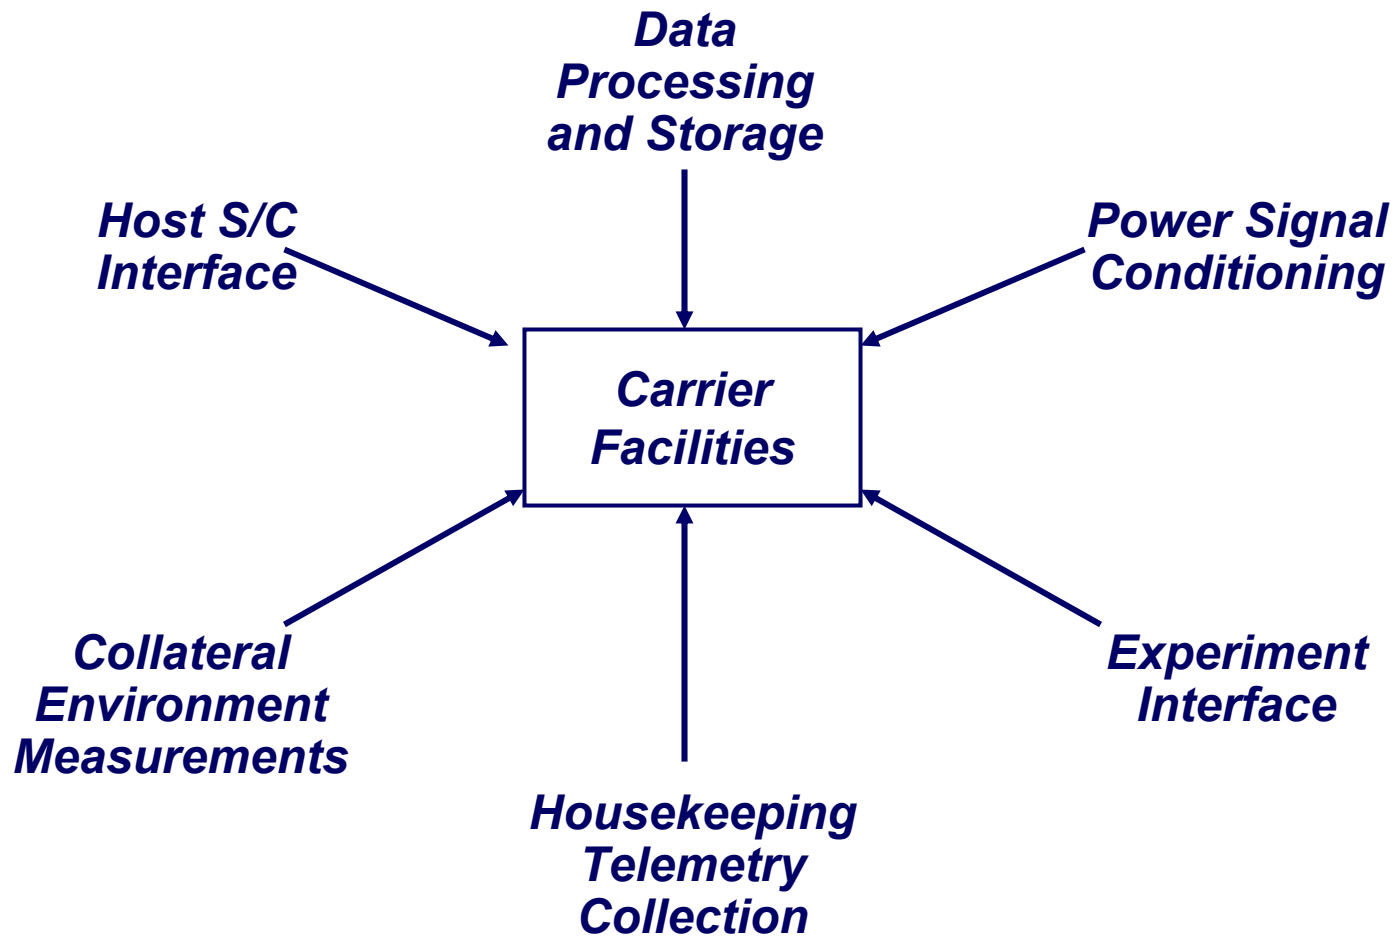 Data
Processing
and Storage
Host S/C
Interface
Power Signal
Conditioning
Carrier
Facilities
Collateral
Environment
Measurements
Experiment
Interface
Housekeeping
Telemetry
Collection